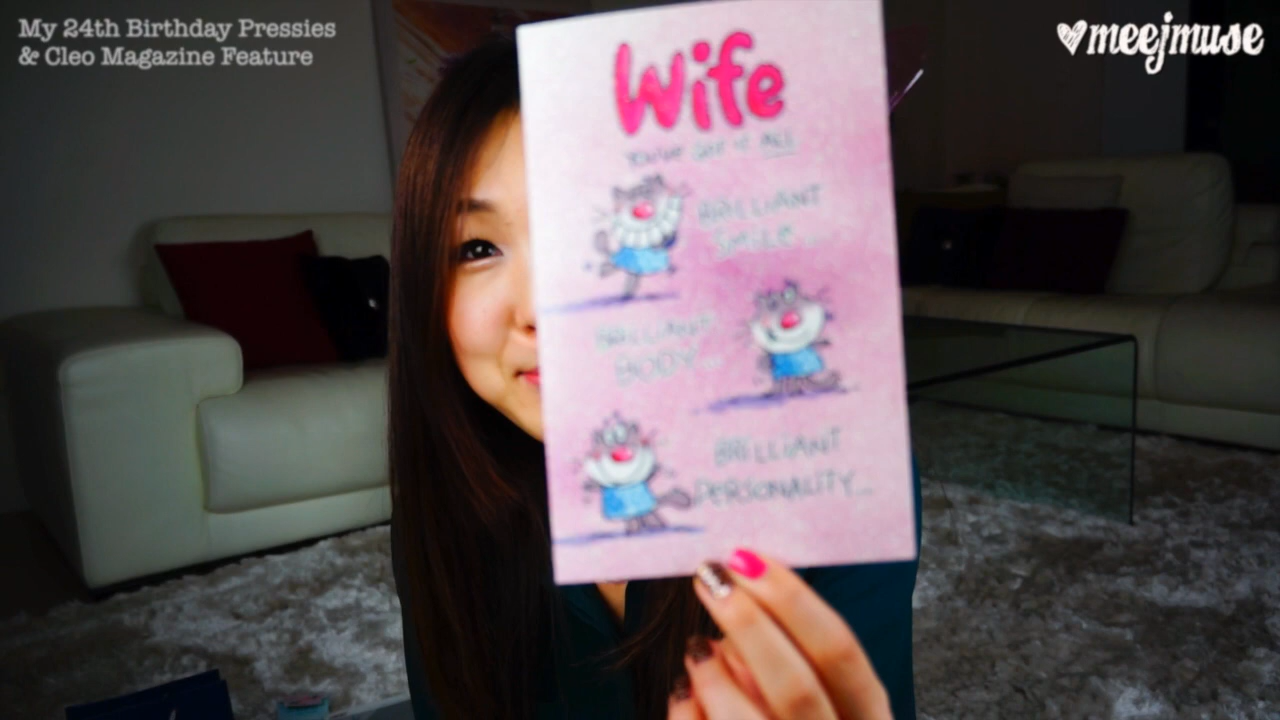 My 24th Birthday Pressies
& Cleo Magazine Feature
meejmuse
Wife
YOU'VE GOT IT ALL
BRILLIANT
SMILE...
BRILLIANT
BODY...
BRILLIANT
PERSONALITY...